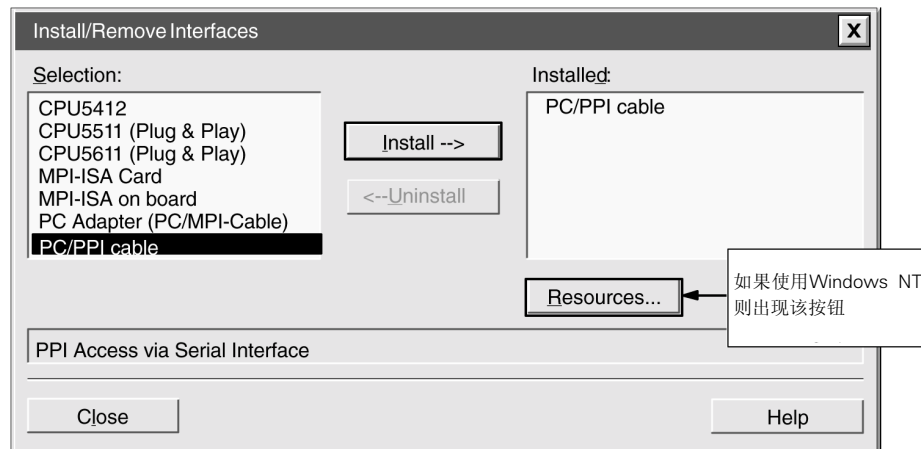 Install/Remove Interfaces
X
Selection:
Installed:
CPU5412
CPU5511 (Plug & Play)
CPU5611 (Plug & Play)
MPI-ISA Card
MPI-ISA on board
PC Adapter (PC/MPI-Cable)
PC/PPI cable
Install -->
<--Uninstall
PC/PPI cable
Resources...
如果使用Windows NT
则出现该按钮
PPI Access via Serial Interface
Close
Help